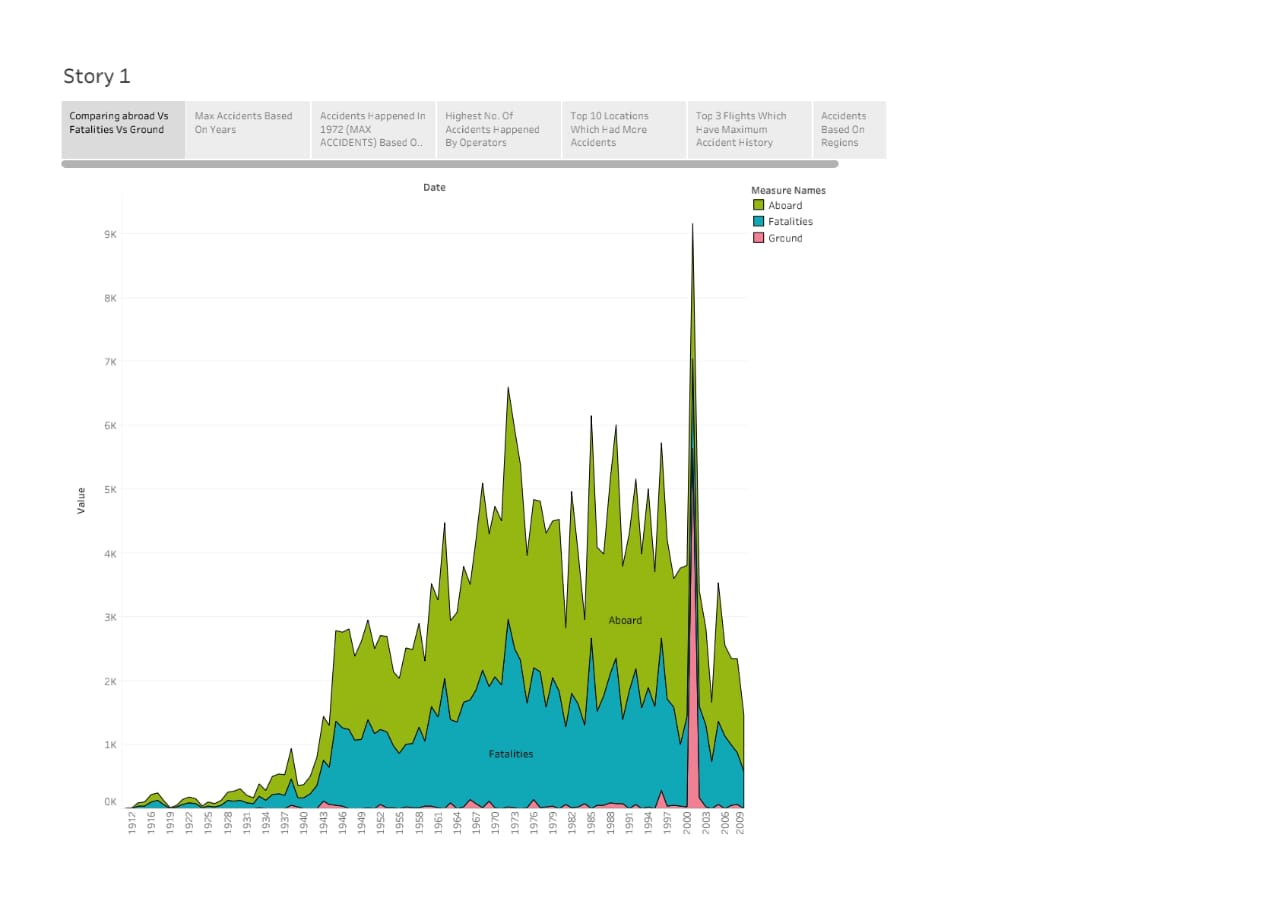 Story 1
Comparing abroad Vs
Fatalities Vs Ground
Max Accidents Based
On Years
Accidents Happened In
1972 (MAX
ACCIDENTS) Based O..
Highest No. Of
Accidents Happened
By Operators
Top 10 Locations
Which Had More
Accidents
Top 3 Flights Which
Have Maximum
Accident History
Accidents
Based On
Regions
Date
Measure Names
Aboard
Fatalities
Ground
9K
8K
7K
6K
5K
4K
3K
2K
1K
0K
Value
Aboard
Fatalities
1912
1916
1919
1922
1925
1928
1931
1934
1937
1940
1943
1946
1949
1952
1955
1958
1961
1964
1967
1970
1973
1976
1979
1982
1985
1988
1991
1994
1997
2000
2003
2006
2009